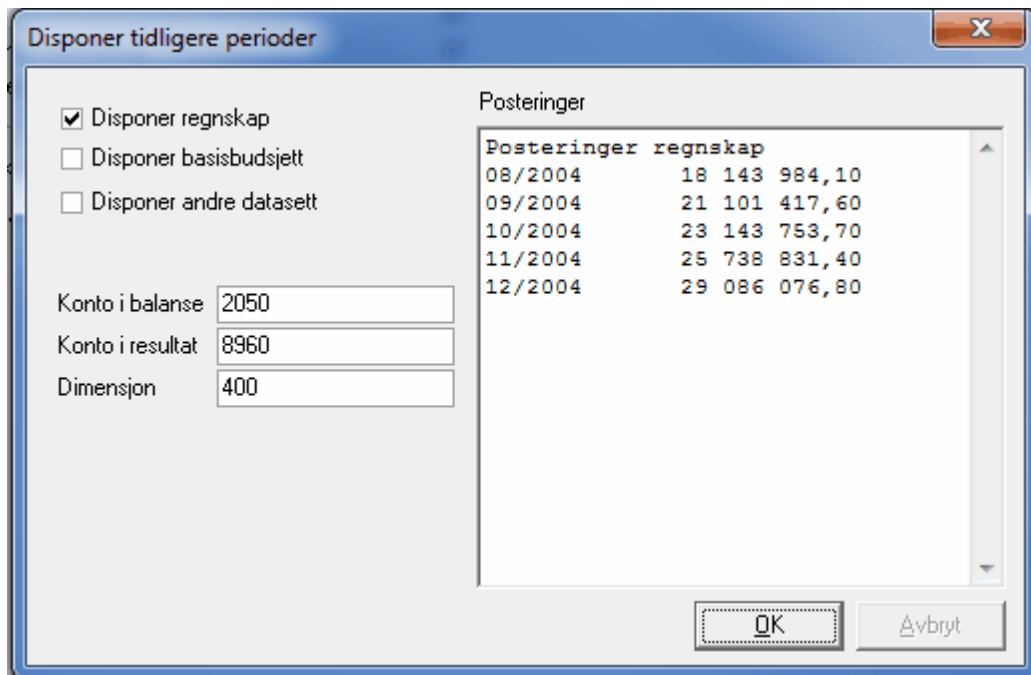 Disponer tidligere perioder
Disponer regnskap
Disponer basisbudsjett
Disponer andre datasett
Konto i balanse 2050
Konto i resultat 8960
Dimensjon 400
Posteringer
Posteringer regnskap
08/2004 18 143 984,10
09/2004 21 101 417,60
10/2004 23 143 753,70
11/2004 25 738 831,40
12/2004 29 086 076,80
OK Avbryt